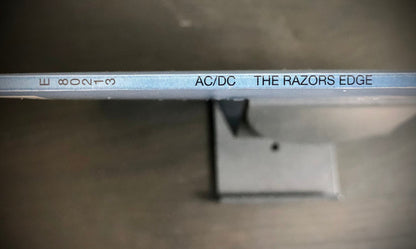 E 80213 AC/DC THE RAZORS EDGE